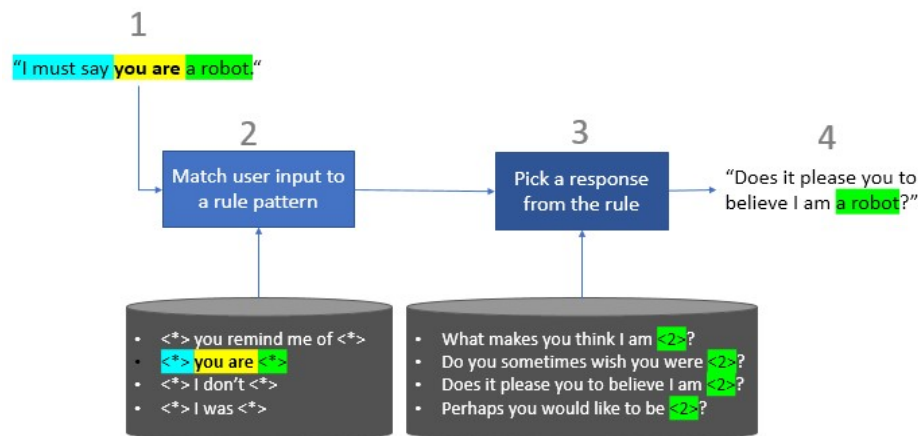 1
“I must say you are a robot.“
2
3
4
Match user input to
a rule pattern
Pick a response
from the rule
“Does it please you to
believe I am a robot?”
• <*> you remind me of <*>
• <*> you are <*>
• <*> I don’t <*>
• <*> I was <*>
• What makes you think I am <2>?
• Do you sometimes wish you were <2>?
• Does it please you to believe I am <2>?
• Perhaps you would like to be <2>?